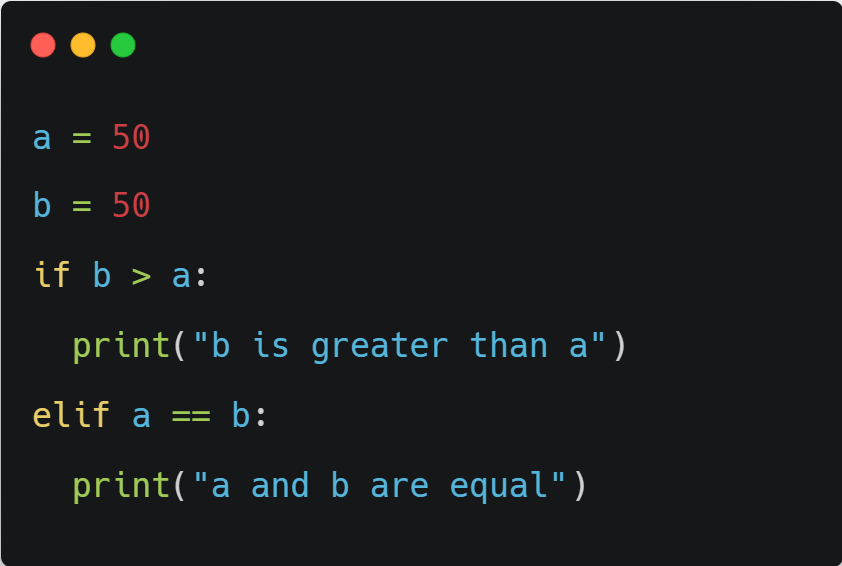 a = 50
b = 50
if b > a:
  print("b is greater than a")
elif a == b:
  print("a and b are equal")